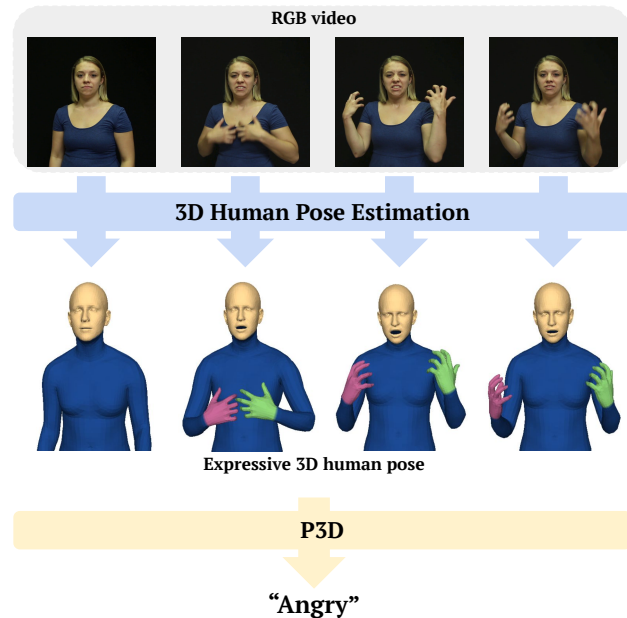 RGB video
3D Human Pose Estimation
Expressive 3D human pose
P3D
“Angry”